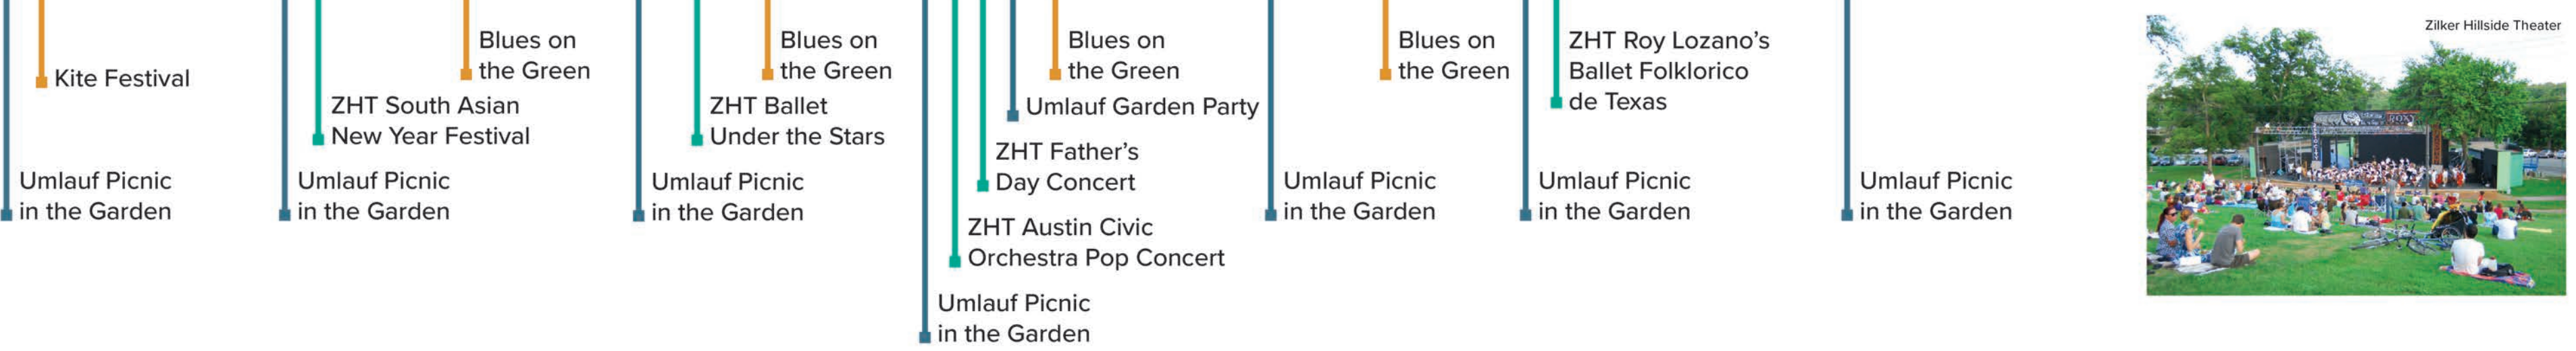 Kite Festival
Umlauf Picnic
in the Garden
ZHT South Asian
New Year Festival
Umlauf Picnic
in the Garden
Blues on
the Green
Umlauf Picnic
in the Garden
ZHT Ballet
Under the Stars
Blues on
the Green
Umlauf Picnic
in the Garden
ZHT Austin Civic
Orchestra Pop Concert
ZHT Father's
Day Concert
Umlauf Garden Party
Blues on
the Green
Umlauf Picnic
in the Garden
Blues on
the Green
Umlauf Picnic
in the Garden
ZHT Roy Lozano's
Ballet Folklorico
de Texas
Umlauf Picnic
in the Garden
Zilker Hillside Theater
ROXY